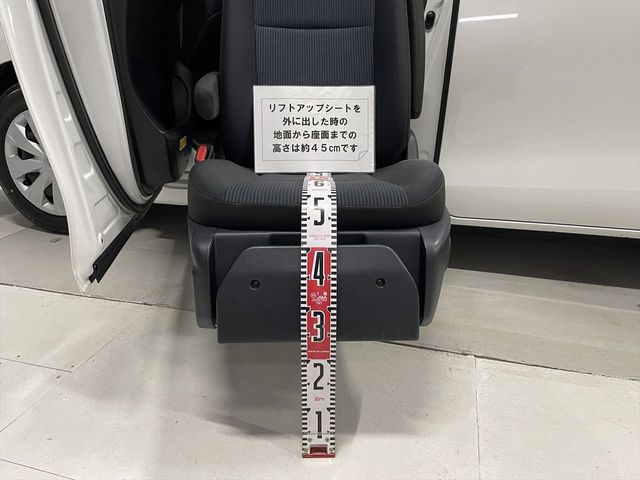 リフトアップシートを
外に出した時の
地面から座面までの
高さは約４５cmです
6
5
4
3
2
2m
1